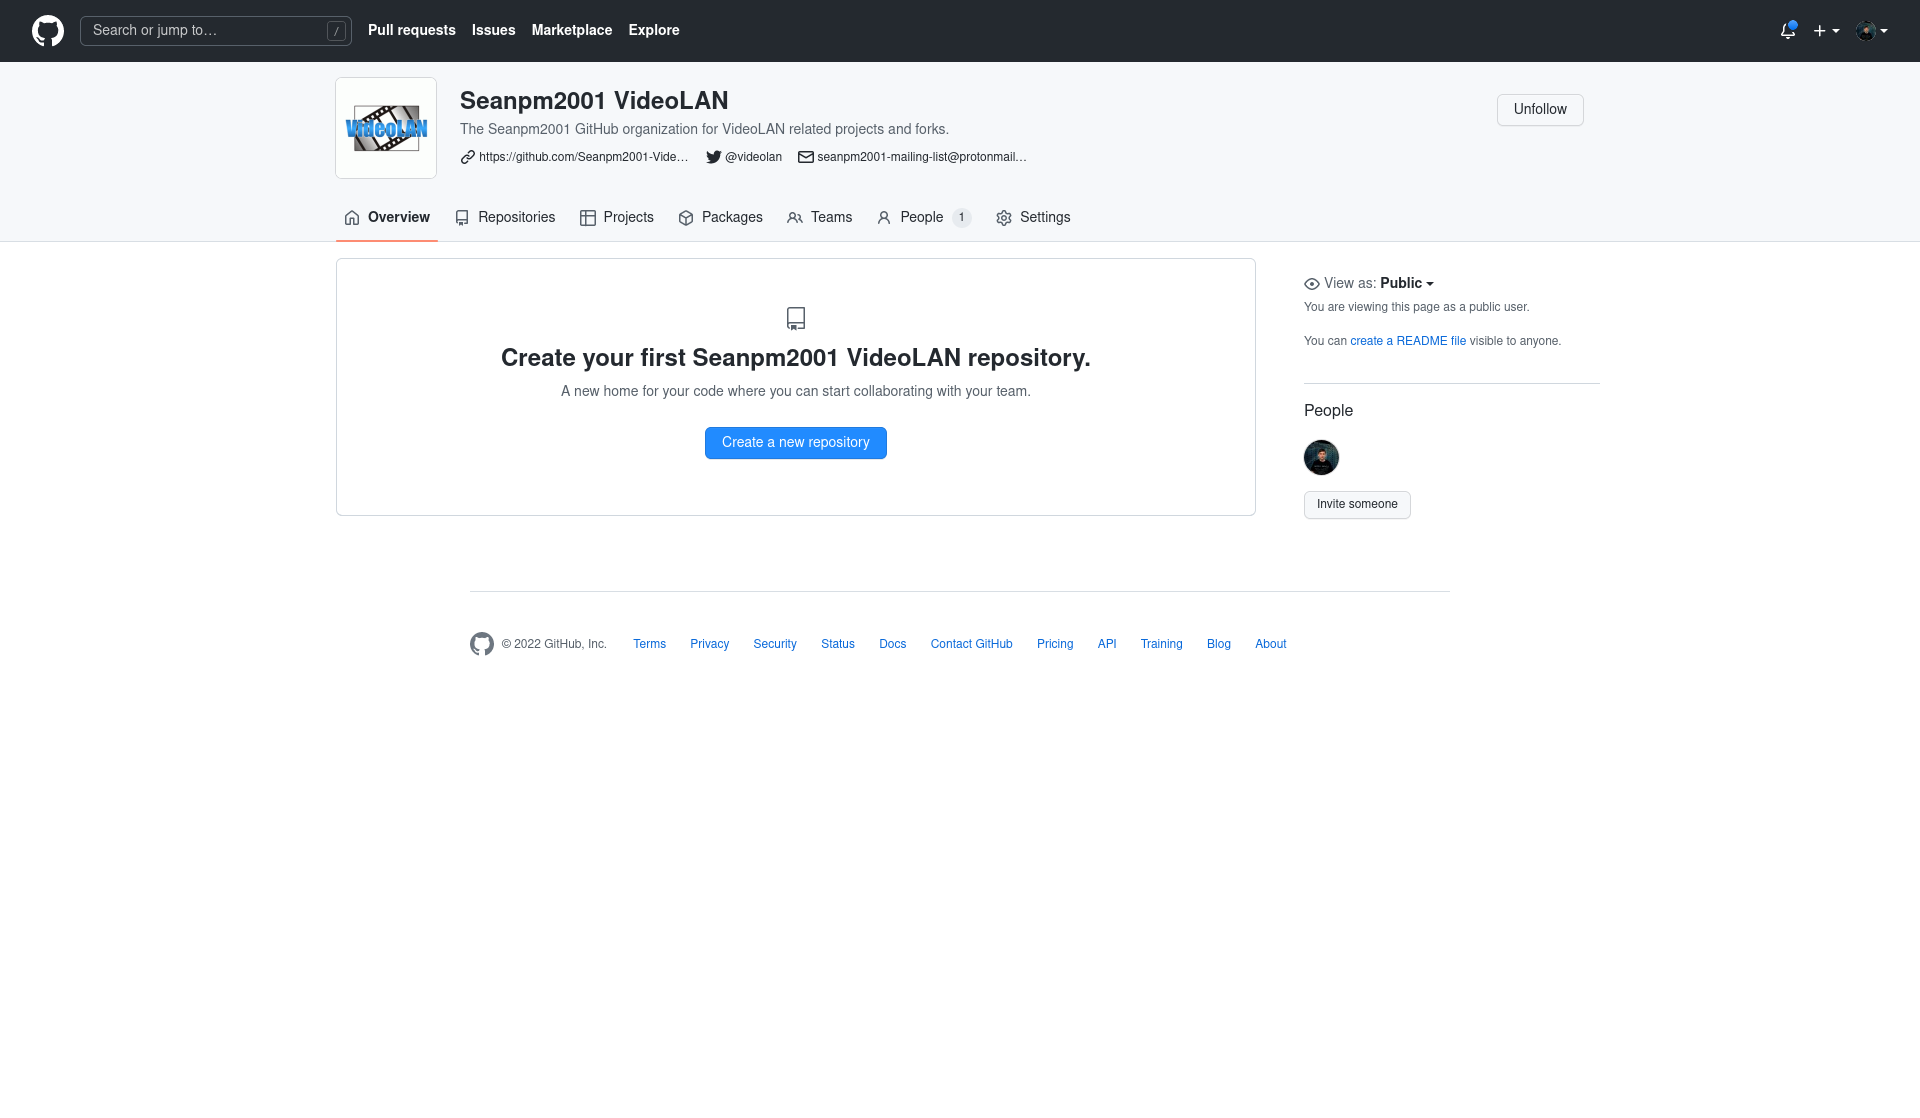 Search or jump to… /
Pull requests
Issues
Marketplace
Explore
VideoLAN
Seanpm2001 VideoLAN
The Seanpm2001 GitHub organization for VideoLAN related projects and forks.
https://github.com/Seanpm2001-Vide… @videolan seanpm2001-mailing-list@protonmail…
Unfollow
Overview
Repositories
Projects
Packages
Teams
People 1
Settings
Create your first Seanpm2001 VideoLAN repository.
A new home for your code where you can start collaborating with your team.
Create a new repository
View as: Public
You are viewing this page as a public user.
You can create a README file visible to anyone.
People
Invite someone
© 2022 GitHub, Inc.
Terms
Privacy
Security
Status
Docs
Contact GitHub
Pricing
API
Training
Blog
About